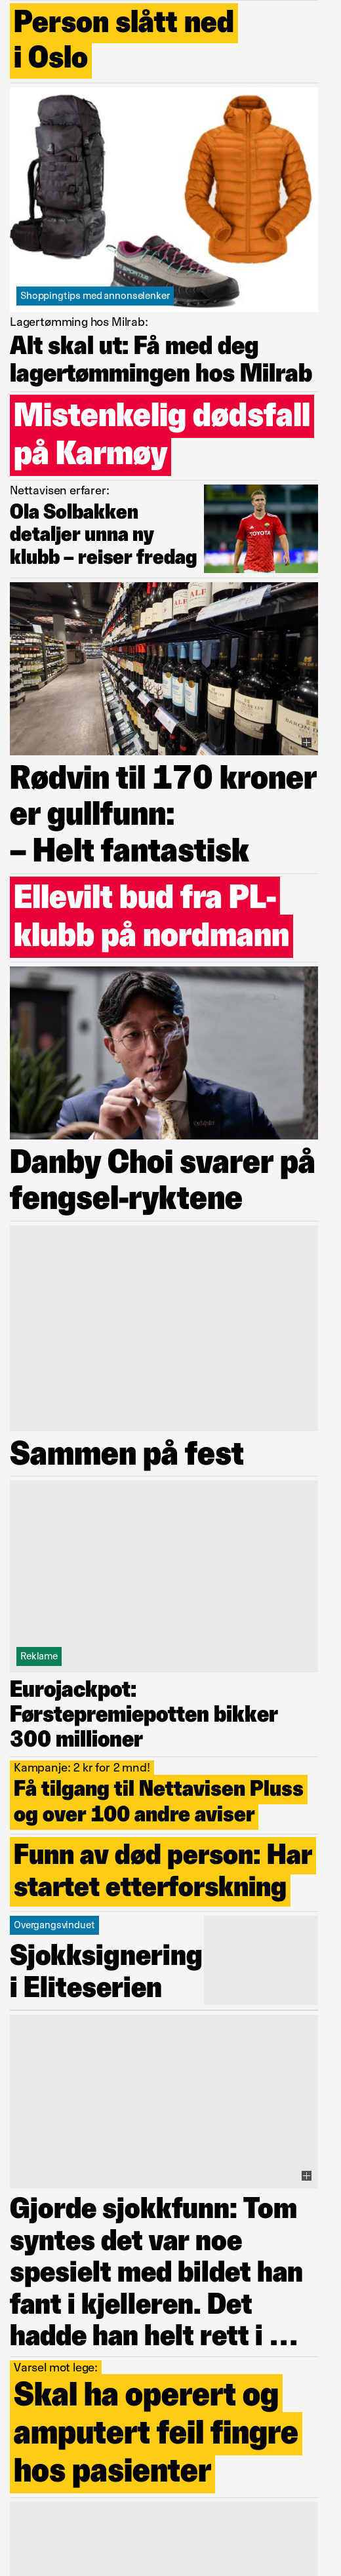 Person slått ned
i Oslo
Shoppingtips med annonselenker
Lagertømming hos Milrab:
Alt skal ut: Få med deg
lagertømmingen hos Milrab
Mistenkelig dødsfall
på Karmøy
Nettavisen erfarer:
Ola Solbakken
detaljer unna ny
klubb – reiser fredag
TOYOTA
Rødvin til 170 kroner
er gullfunn:
– Helt fantastisk
Ellevilt bud fra PL-
klubb på nordmann
Danby Choi svarer på
fengsel-ryktene
Sammen på fest
Reklame
Eurojackpot:
Førstepremiepotten bikker
300 millioner
Kampanje: 2 kr for 2 mnd!
Få tilgang til Nettavisen Pluss
og over 100 andre aviser
Funn av død person: Har
startet etterforskning
Overgangsvinduet
Sjokksignering
i Eliteserien
Gjorde sjokkfunn: Tom
syntes det var noe
spesielt med bildet han
fant i kjelleren. Det
hadde han helt rett i …
Varsel mot lege:
Skal ha operert og
amputert feil fingre
hos pasienter